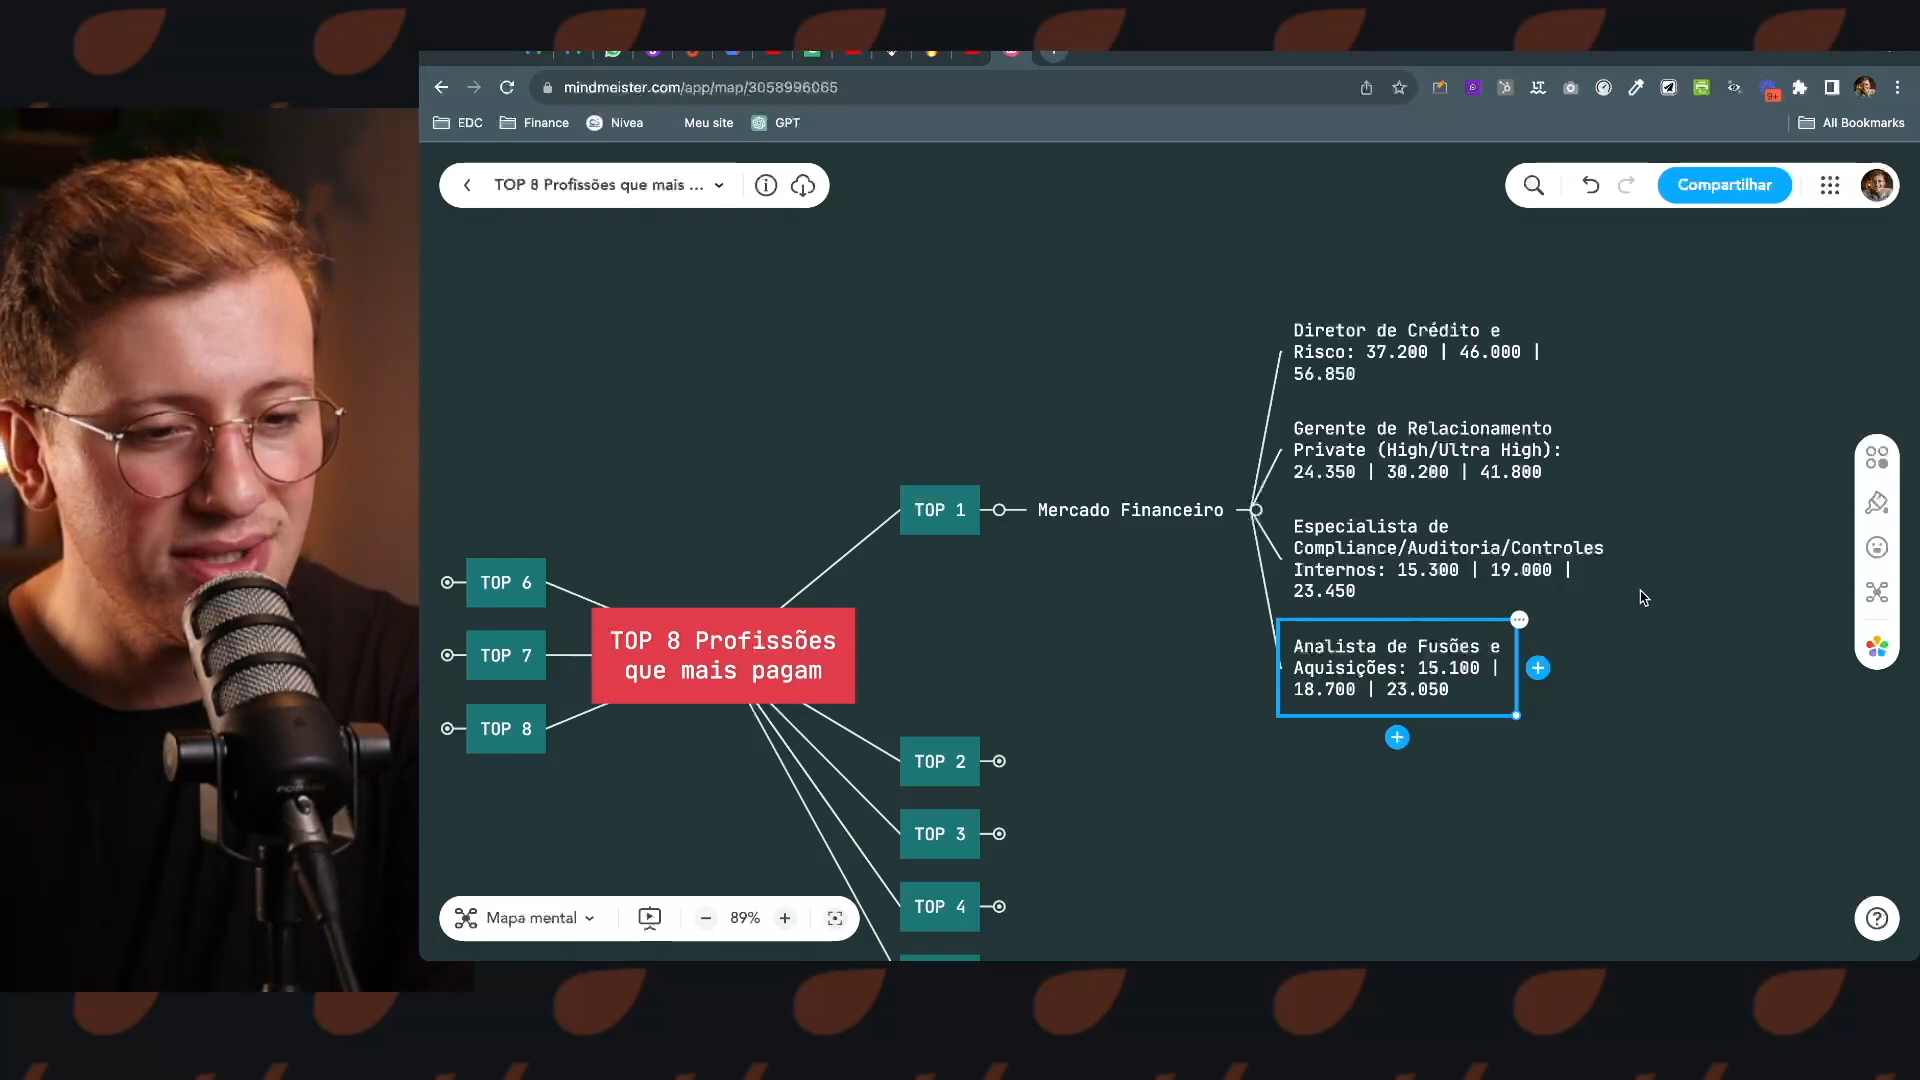 mindmeister.com/app/map/3058996065
9+
EDC
Finance
Nivea
Meu site
GPT
All Bookmarks
TOP 8 Profissões que mais ...
Compartilhar
Diretor de Crédito e
Risco: 37.200 | 46.000 |
56.850
Gerente de Relacionamento
Private (High/Ultra High):
24.350 | 30.200 | 41.800
TOP 1
Mercado Financeiro
Especialista de
Compliance/Auditoria/Controles
Internos: 15.300 | 19.000 |
23.450
TOP 6
TOP 7
TOP 8
TOP 8 Profissões
que mais pagam
Analista de Fusões e
Aquisições: 15.100 |
18.700 | 23.050
TOP 2
TOP 3
TOP 4
Mapa mental
89%